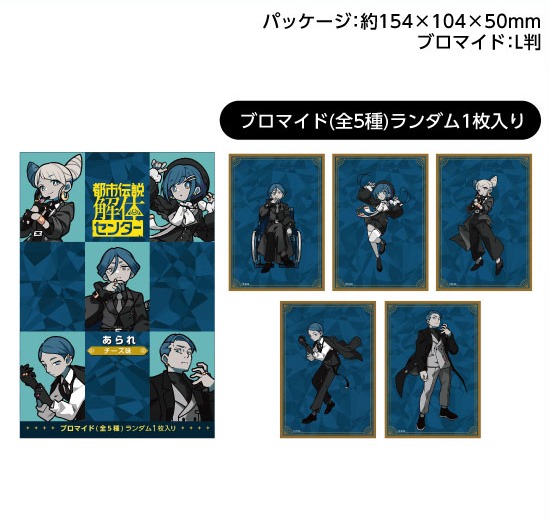 パッケージ：約154×104×50mm
ブロマイド：L判
ブロマイド(全5種)ランダム1枚入り
都市伝説
解体
センター
あられ
チーズ味
ブロマイド(全5種)ランダム1枚入り